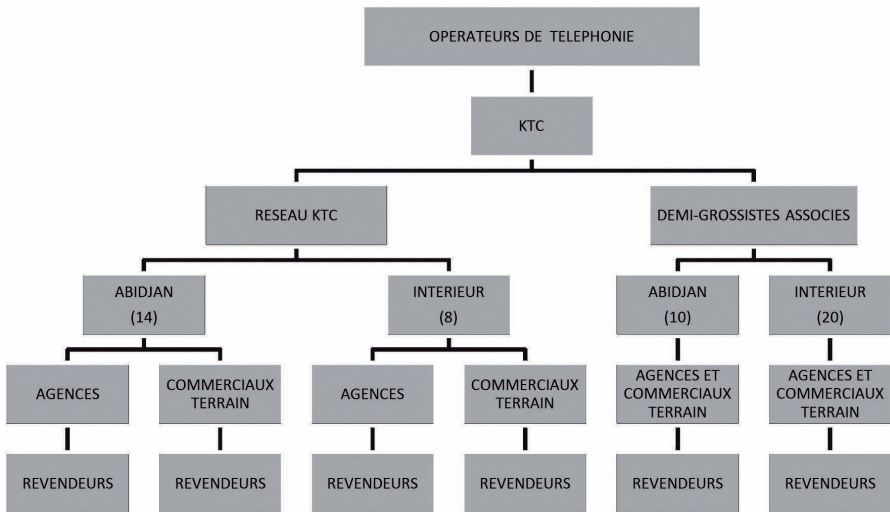 OPERATEURS DE TELEPHONIE
KTC
RESEAU KTC
DEMI-GROSSISTES ASSOCIES
ABIDJAN
(14)
INTERIEUR
(8)
ABIDJAN
(10)
INTERIEUR
(20)
AGENCES
COMMERCIAUX
TERRAIN
AGENCES
COMMERCIAUX
TERRAIN
AGENCES ET
COMMERCIAUX
TERRAIN
AGENCES ET
COMMERCIAUX
TERRAIN
REVENDEURS
REVENDEURS
REVENDEURS
REVENDEURS
REVENDEURS
REVENDEURS